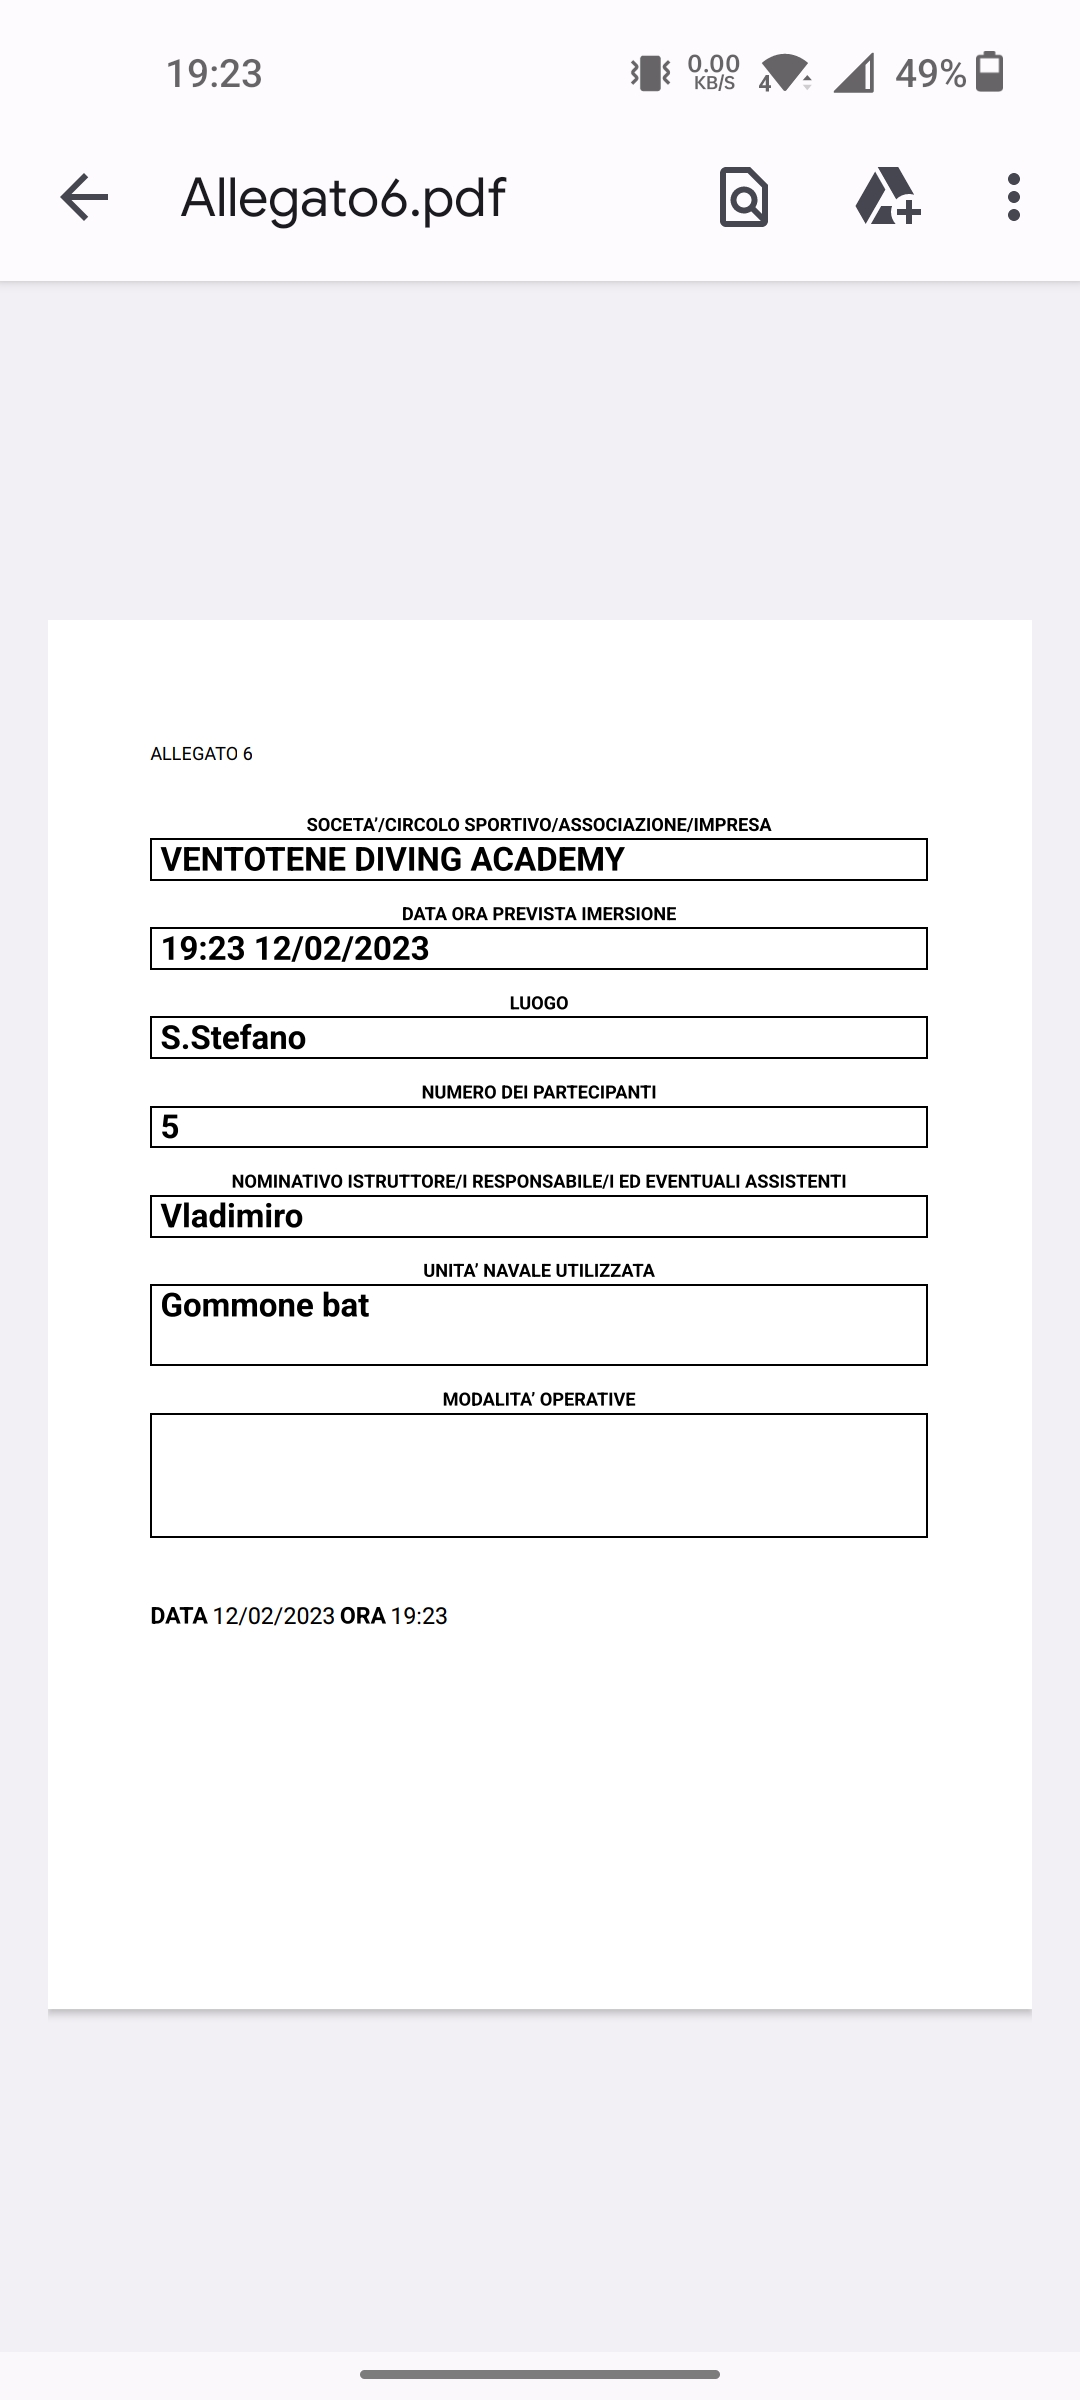 19:23
0.00
KB/S
4
49%
Allegato6.pdf
ALLEGATO 6
SOCETA'/CIRCOLO SPORTIVO/ASSOCIAZIONE/IMPRESA
VENTOTENE DIVING ACADEMY
DATA ORA PREVISTA IMERSIONE
19:23 12/02/2023
LUOGO
S.Stefano
NUMERO DEI PARTECIPANTI
5
NOMINATIVO ISTRUTTORE/I RESPONSABILE/I ED EVENTUALI ASSISTENTI
Vladimiro
UNITA' NAVALE UTILIZZATA
Gommone bat
MODALITA' OPERATIVE
DATA 12/02/2023 ORA 19:23